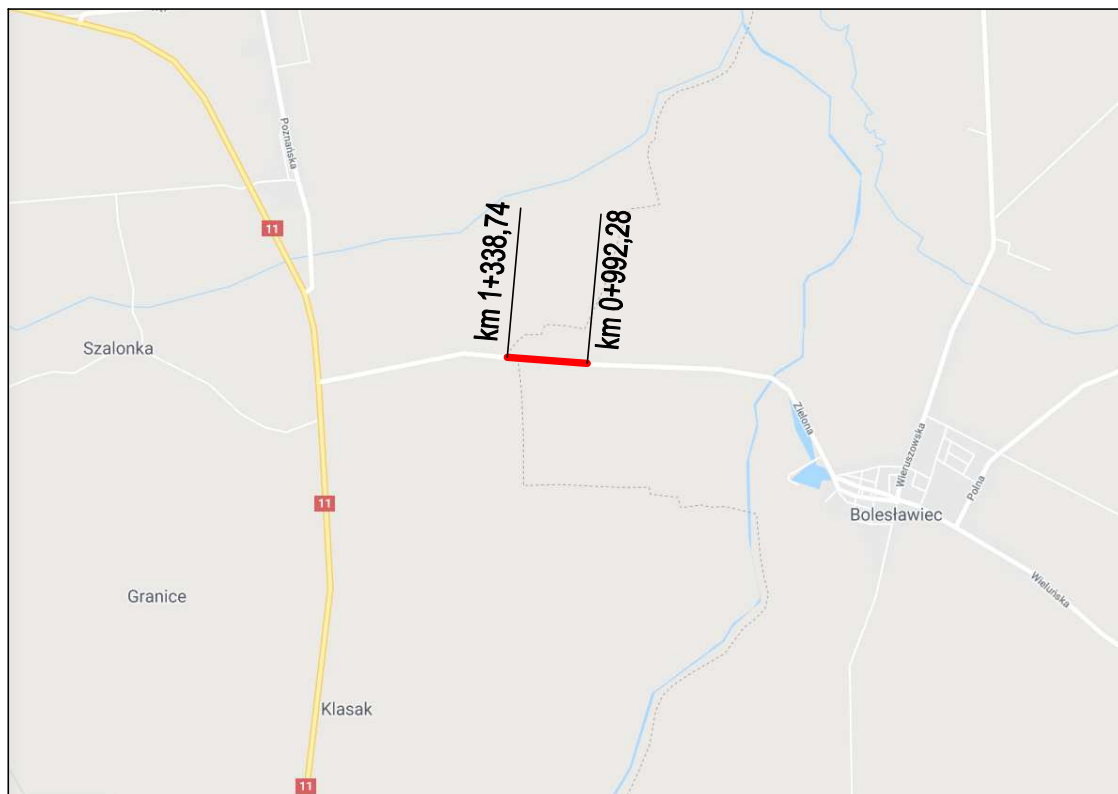 Poznańska
11
km 1+338,74
km 0+992,28
Szalonka
Zielona
Wieruszowska
Polna
11
Bolesławiec
Wieluńska
Granice
Klasak
11